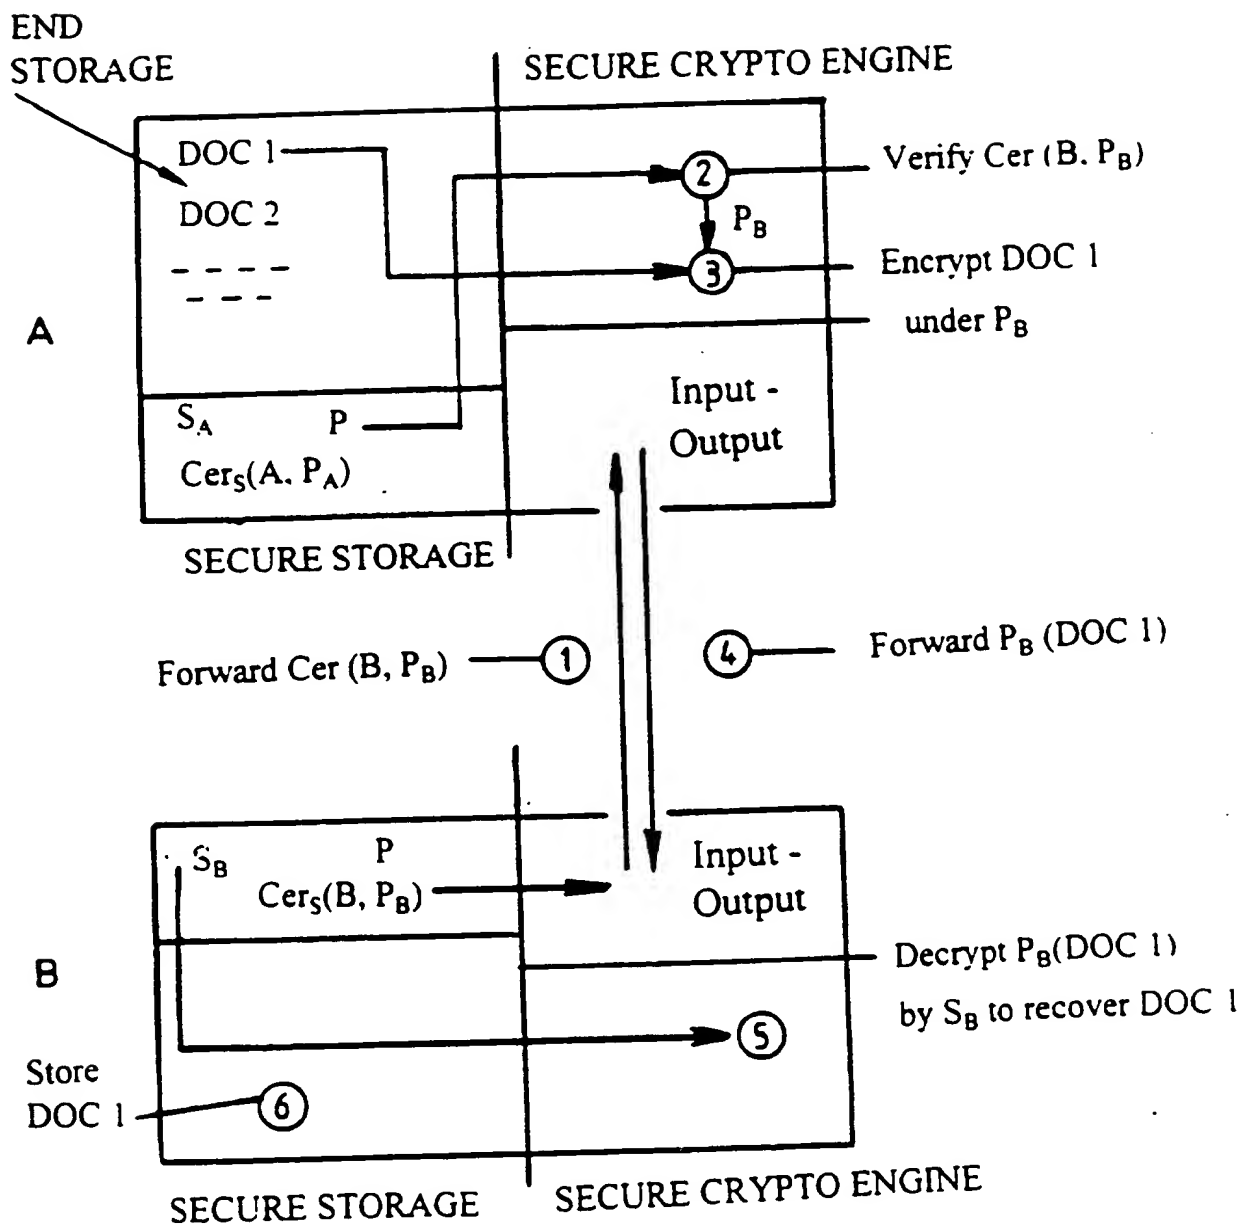 END
STORAGE
SECURE CRYPTO ENGINE
DOC 1
DOC 2
2
Verify Cer (B. P_B)
P_B
3
Encrypt DOC 1
under P_B
A
S_A P
Cer_S(A. P_A)
Input -
Output
SECURE STORAGE
Forward Cer (B, P_B)
1
4
Forward P_B (DOC 1)
S_B P
Cer_S(B, P_B)
Input -
Output
B
Decrypt P_B(DOC 1)
by S_B to recover DOC 1
5
Store
DOC 1
6
SECURE STORAGE
SECURE CRYPTO ENGINE